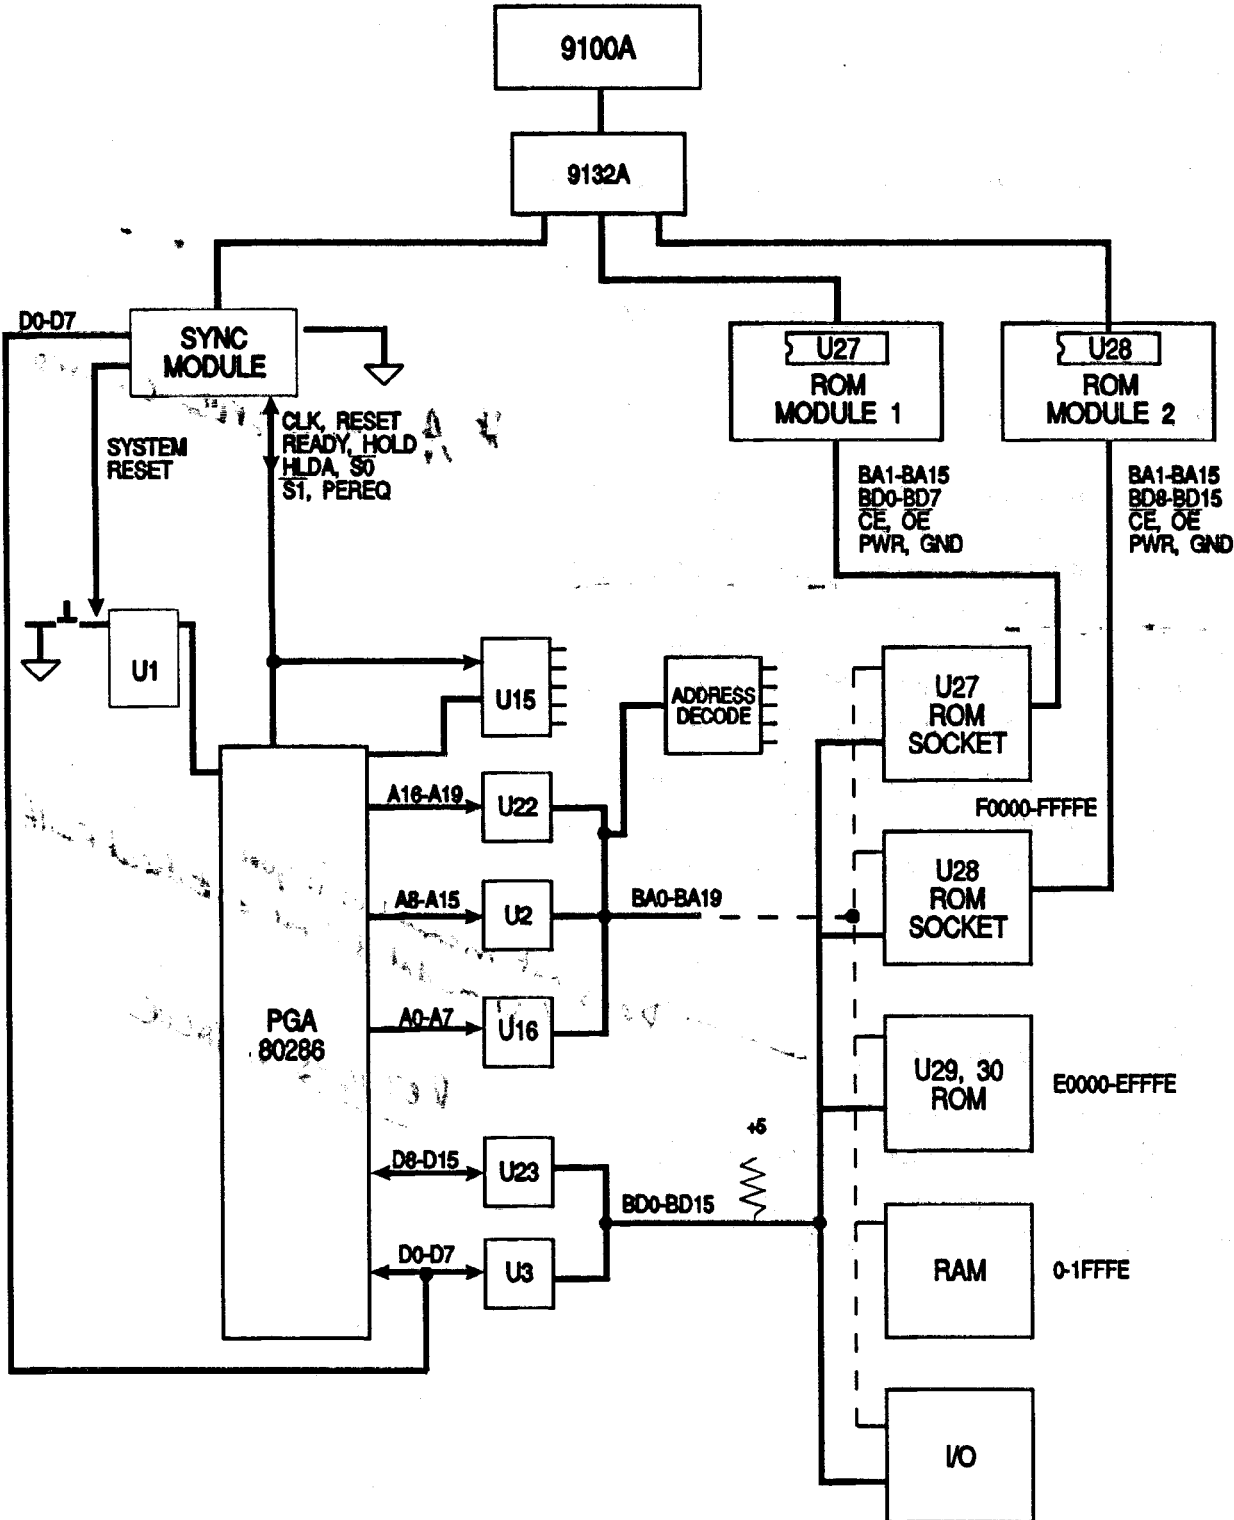 9100A
9132A
D0-D7
SYNC
MODULE
U27
ROM
MODULE 1
U28
ROM
MODULE 2
SYSTEM
RESET
CLK, RESET
READY, HOLD
HLDA, S0
S1, PEREQ
BA1-BA15
BD0-BD7
CE, OE
PWR, GND
BA1-BA15
BD8-BD15
CE, OE
PWR, GND
U1
U15
ADDRESS
DECODE
U27
ROM
SOCKET
A16-A19
U22
F0000-FFFFE
A8-A15
U2
BA0-BA19
U28
ROM
SOCKET
PGA
80286
A0-A7
U16
U29, 30
ROM
E0000-EFFFE
+5
D8-D15
U23
BD0-BD15
D0-D7
U3
RAM
0-1FFFE
I/O